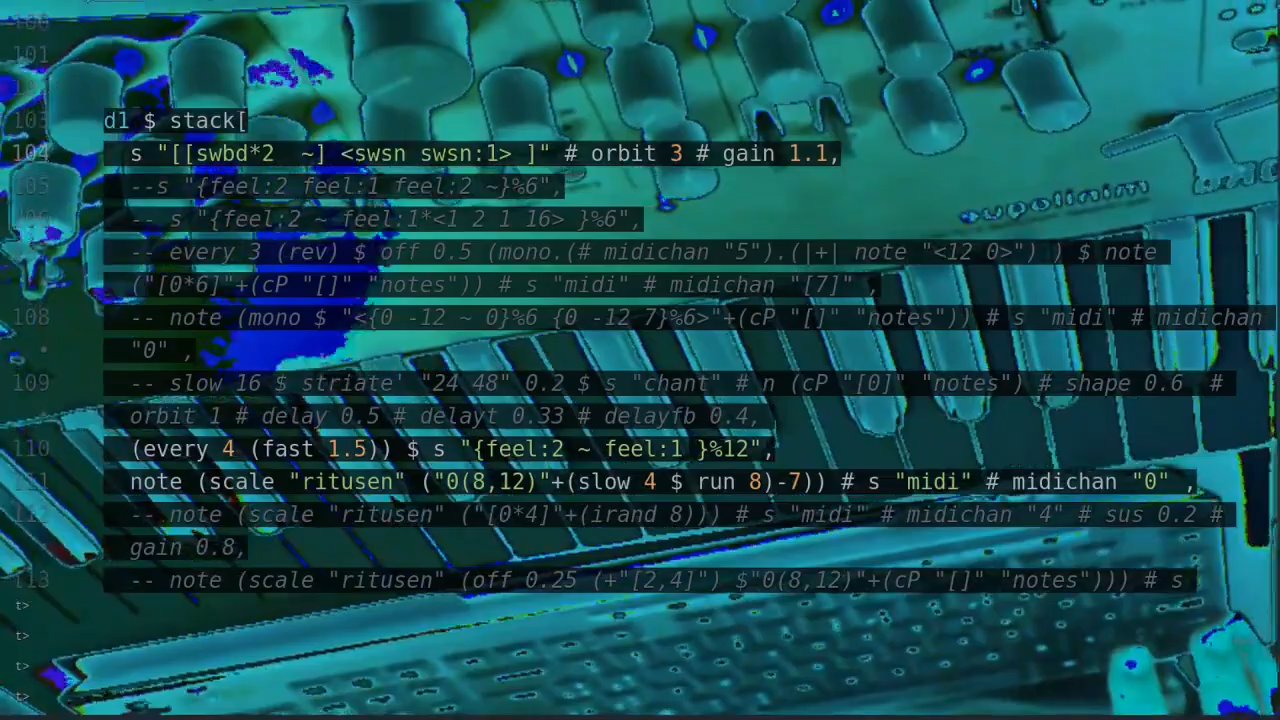 100
101
103
d1 $ stack[
104
s "[[swbd*2  ~] <swsn swsn:1> ]" # orbit 3 # gain 1.1,
105
--s "{feel:2 feel:1 feel:2 ~}%6",
106
-- s "{feel:2 ~ feel:1*<1 2 1 16> }%6",
-- every 3 (rev) $ off 0.5 (mono.(# midichan "5").(|+| note "<12 0>") ) $ note
("[0*6]"+(cP "[]" "notes")) # s "midi" # midichan "[7]" ,
108
-- note (mono $ "<{0 -12 ~ 0}%6 {0 -12 7}%6>"+(cP "[]" "notes")) # s "midi" # midichan
"0" ,
109
-- slow 16 $ striate' "24 48" 0.2 $ s "chant" # n (cP "[0]" "notes") # shape 0.6  #
orbit 1 # delay 0.5 # delayt 0.33 # delayfb 0.4,
110
(every 4 (fast 1.5)) $ s "{feel:2 ~ feel:1 }%12",
111
note (scale "ritusen" ("0(8,12)"+(slow 4 $ run 8)-7)) # s "midi" # midichan "0" ,
112
-- note (scale "ritusen" ("[0*4]"+(irand 8))) # s "midi" # midichan "4" # sus 0.2 #
gain 0.8,
113
-- note (scale "ritusen" (off 0.25 (+"[2,4]") $"0(8,12)"+(cP "[]" "notes"))) # s
t>
t>
t>
t>